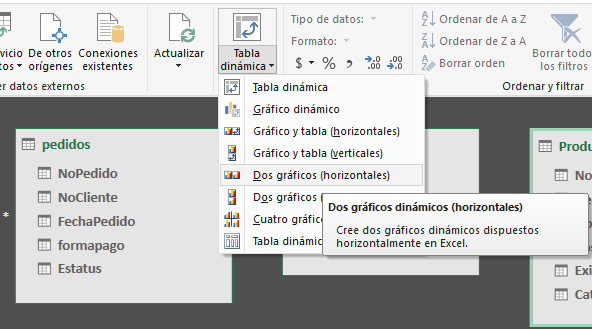 vicio
tos
De otros
orígenes
Conexiones
existentes
er datos externos
Actualizar
Tabla
dinámica
Tipo de datos:
Formato:
$ % , ,00 ,00
Ordenar de A a Z
Ordenar de Z a A
Borrar orden
Borrar todo
los filtros
Ordenar y filtrar
Tabla dinámica
Gráfico dinámico
Gráfico y tabla (horizontales)
Gráfico y tabla (verticales)
Dos gráficos (horizontales)
Dos gráficos (
Cuatro gráfic
Tabla dinámic
Dos gráficos dinámicos (horizontales)
Cree dos gráficos dinámicos dispuestos
horizontalmente en Excel.
pedidos
NoPedido
NoCliente
FechaPedido
formapago
Estatus
*
Produ
No
Exi
Cat